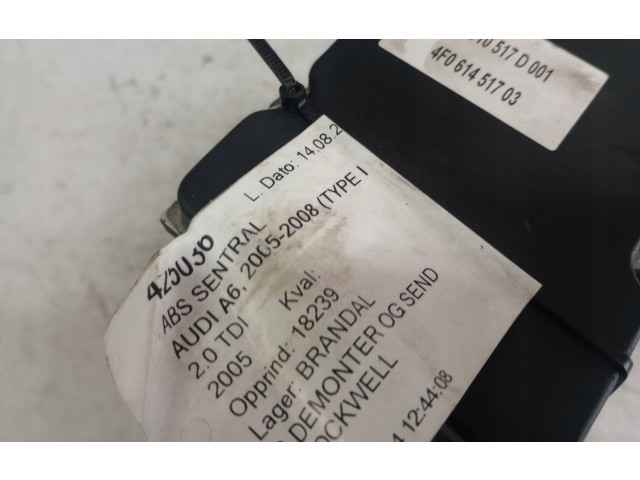 517 D 001
4F0 614 517 03
L. Dato: 14.08.2
425030
ABS SENTRAL
AUDI A6, 2005-2008 (TYPE I
2.0 TDI Kval:
2005
Opprind: 18239
Lager: BRANDAL
DEMONTER OG SEND
OCKWELL
12:44:08